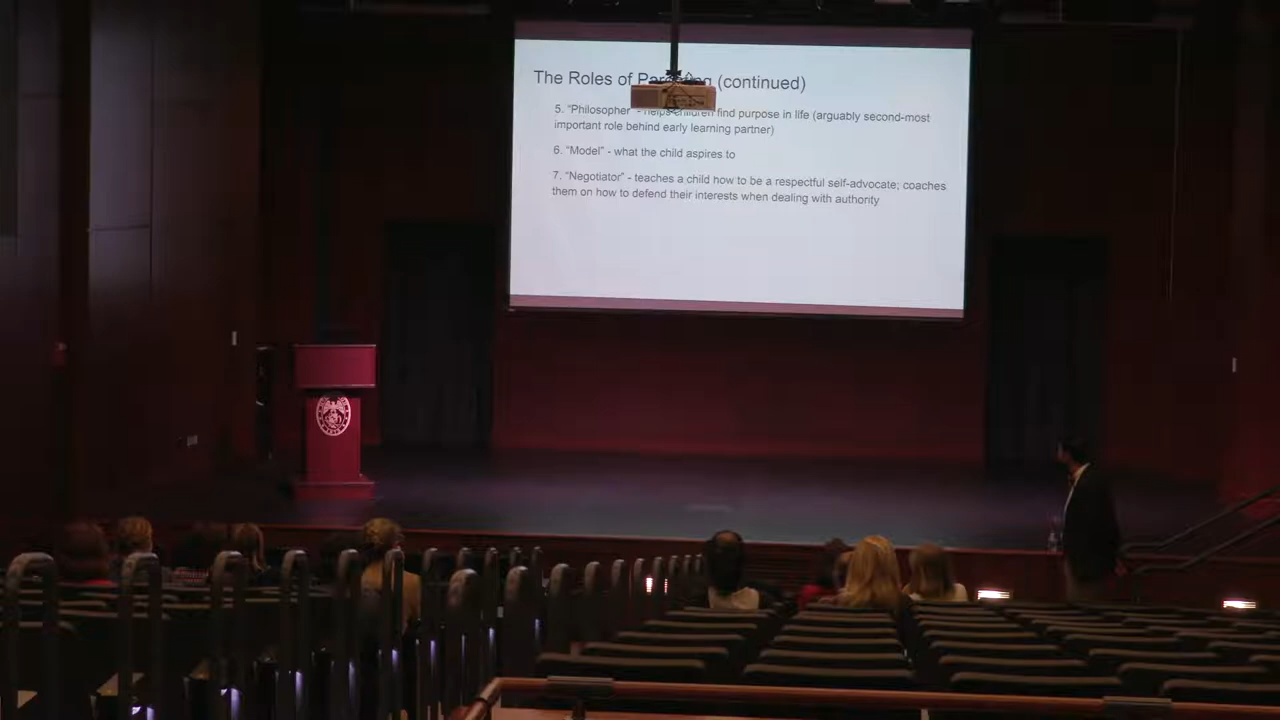 The Roles of Parenting (continued)
5. “Philosopher” - helps children find purpose in life (arguably second-most
important role behind early learning partner)
6. “Model” - what the child aspires to
7. “Negotiator” - teaches a child how to be a respectful self-advocate; coaches
them on how to defend their interests when dealing with authority